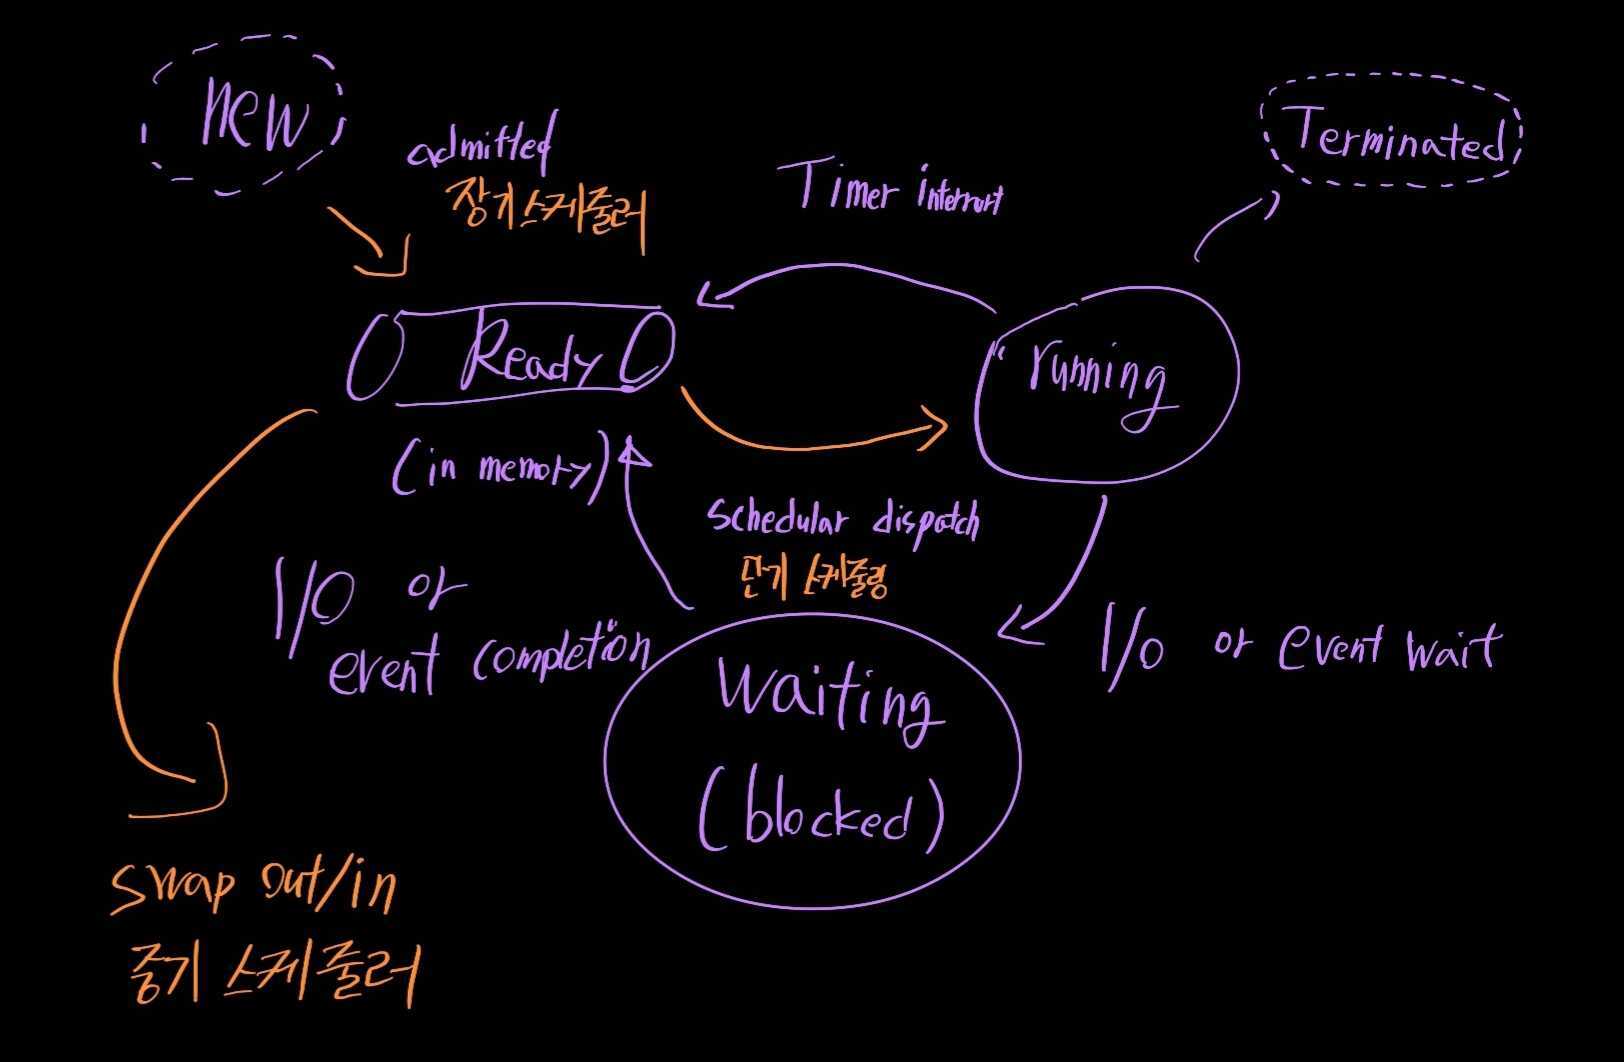 new
Terminated
admitted
장기스케줄러
Timer interrurt
Ready
running
(in memory)
schedular dispatch
단기 스케줄링
I/O or
event completion
I/O or event wait
waiting
(blocked)
swap out/in
중기 스케줄러